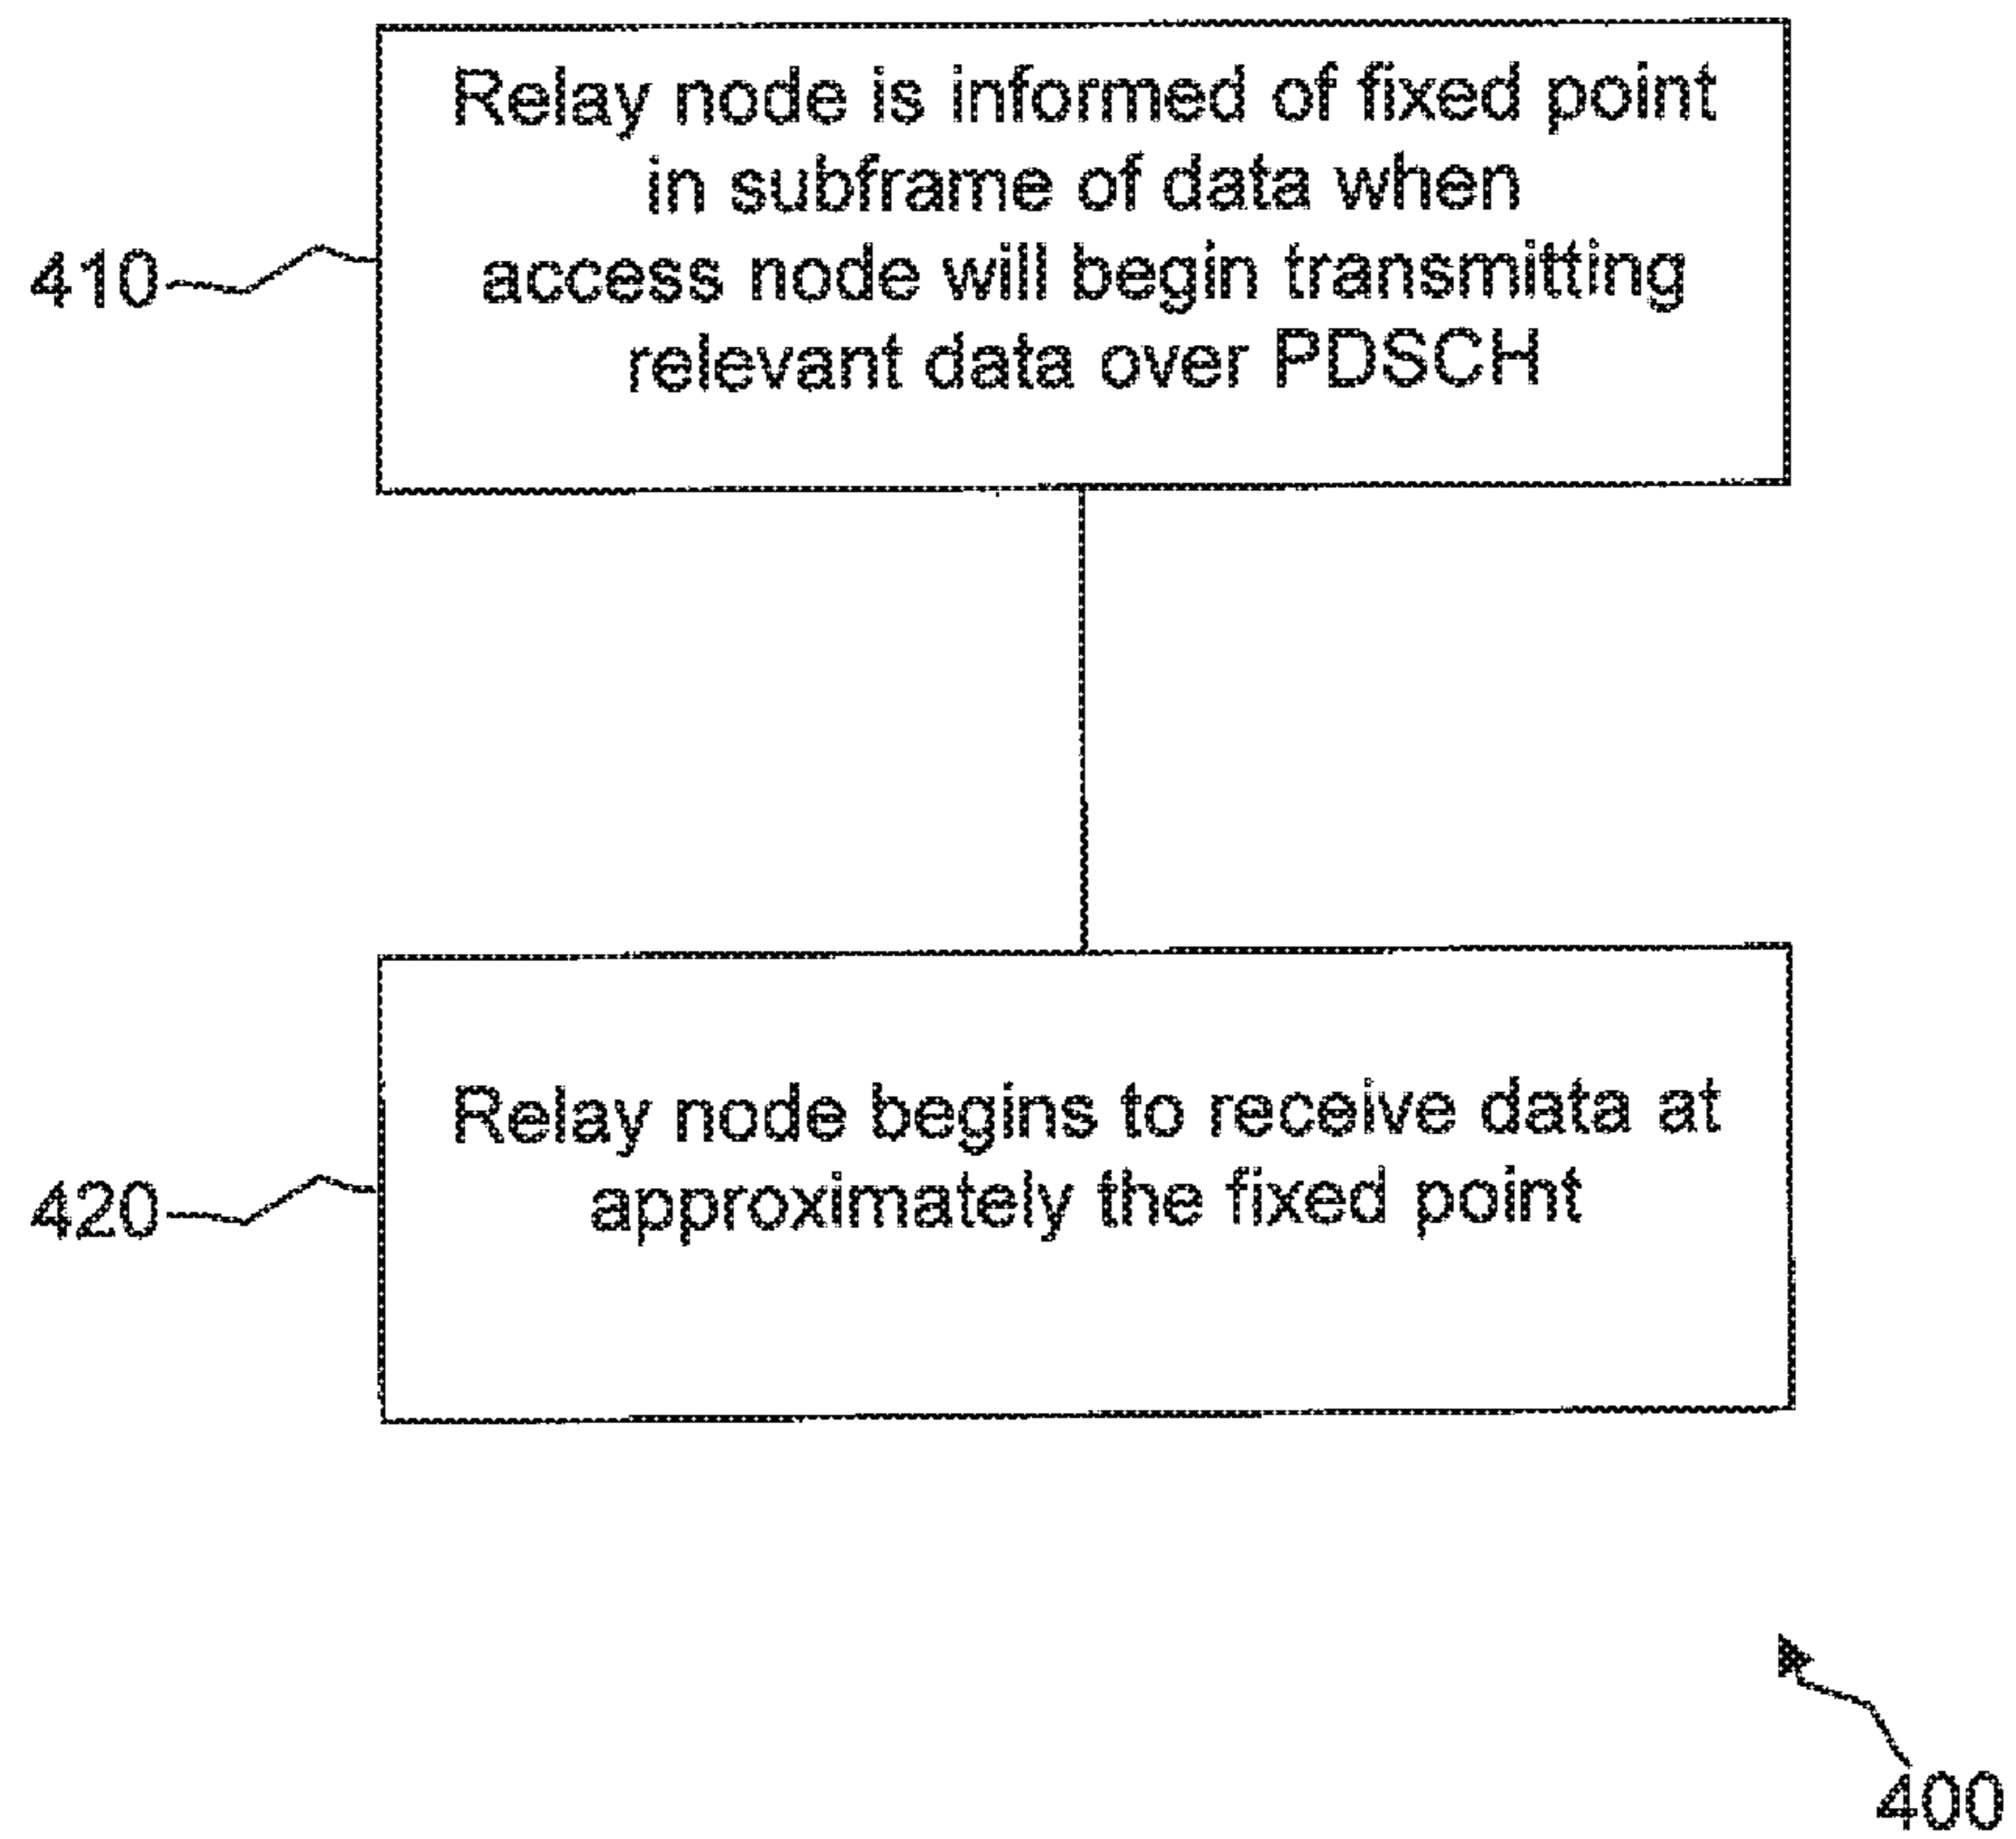 Relay node is informed of fixed point
in subframe of data when
access node will begin transmitting
relevant data over PDSCH
410
Relay node begins to receive data at
approximately the fixed point
420
400